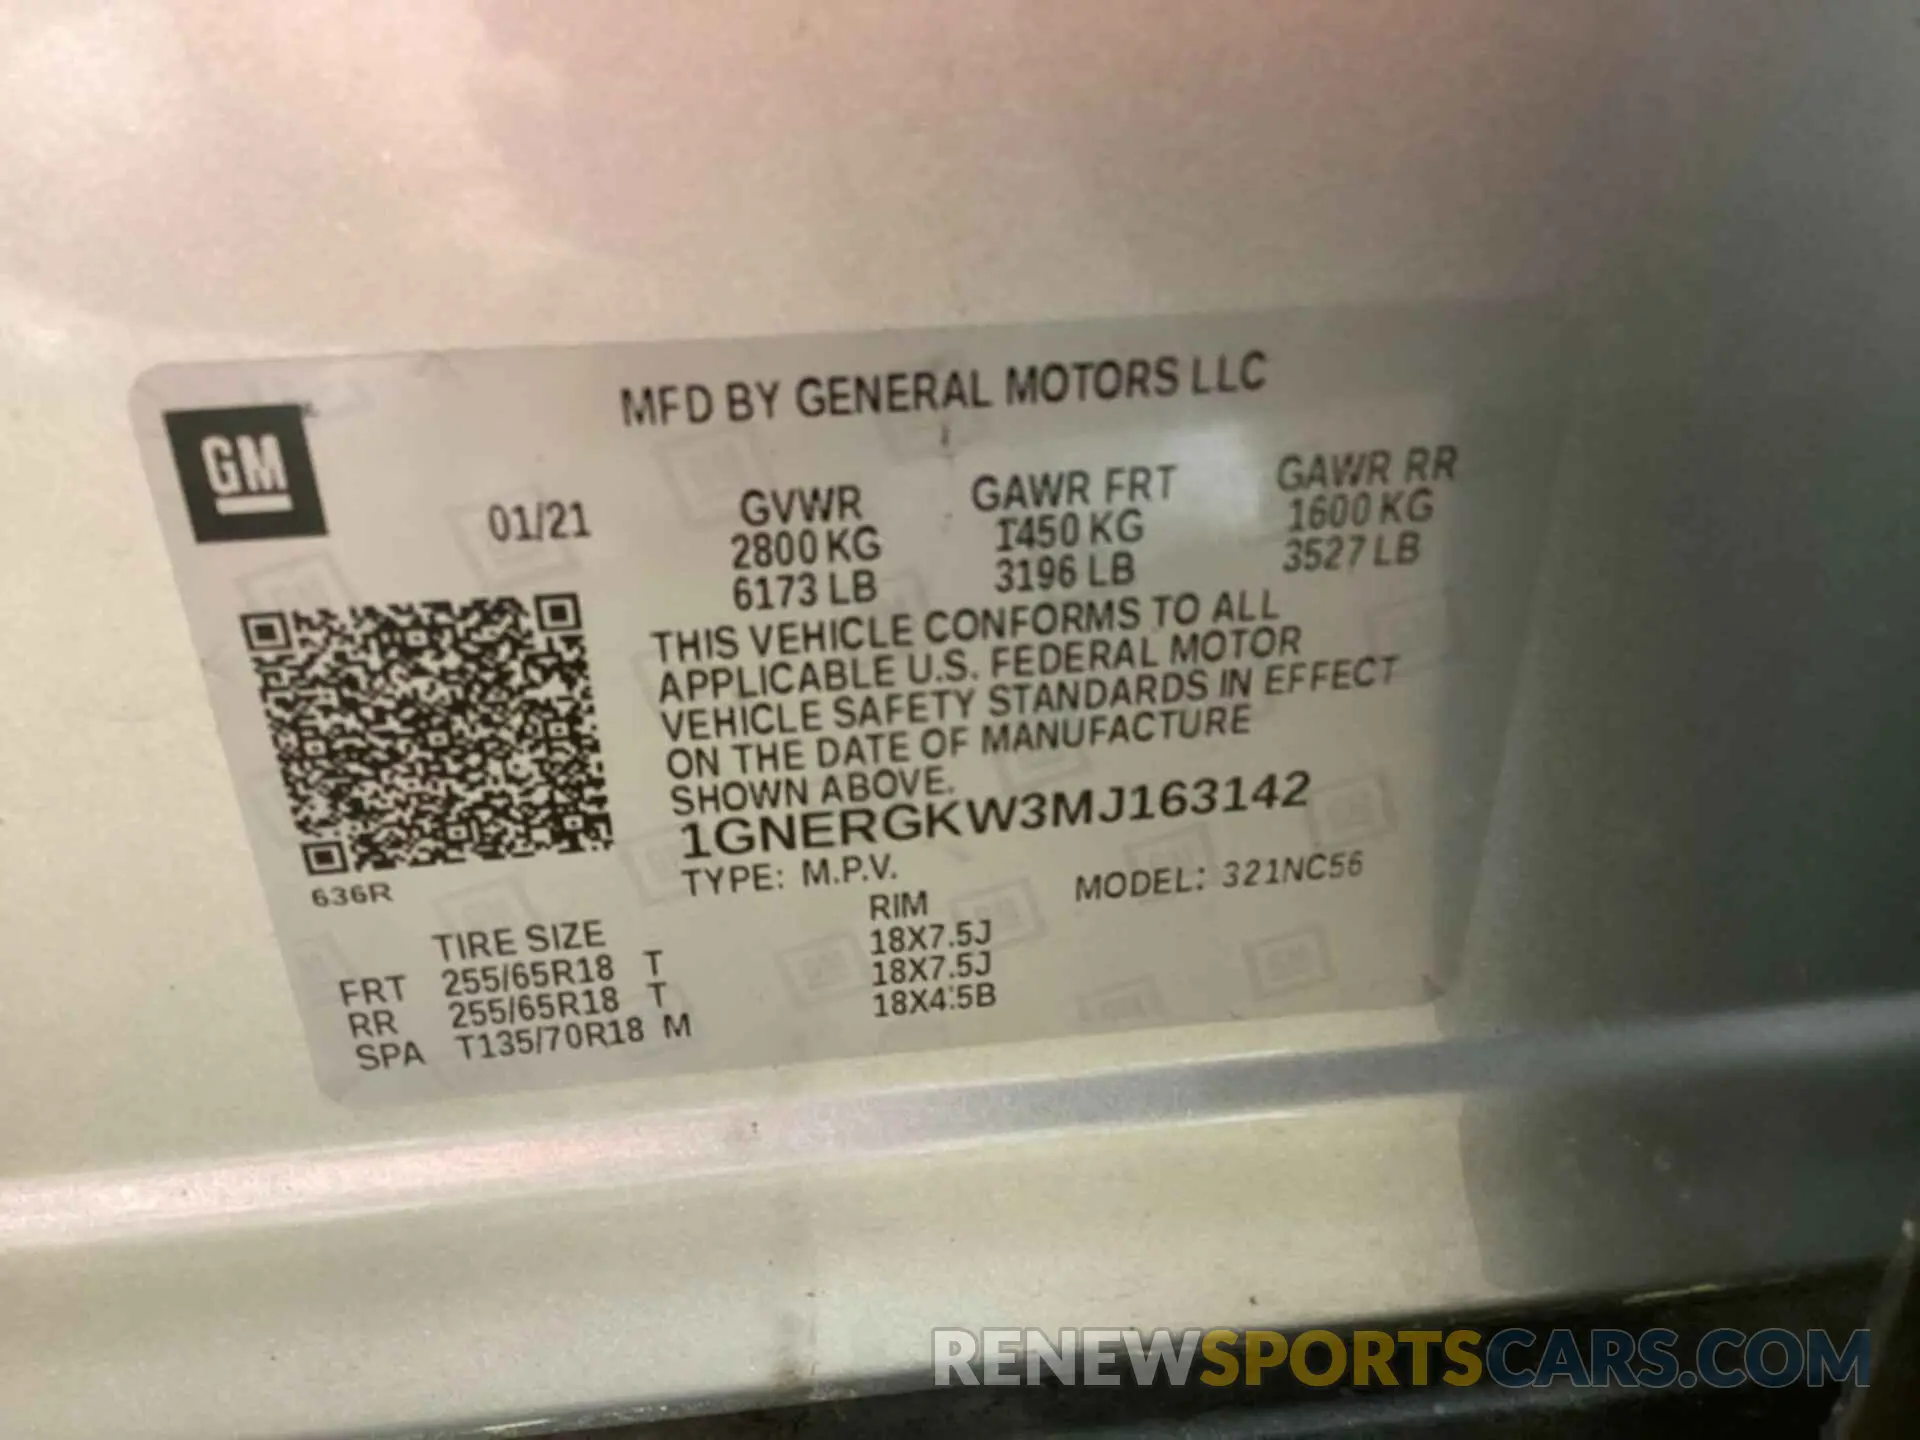 MFD BY GENERAL MOTORS LLC
GM
01/21
GVWR GAWR FRT GAWR RR
2800 KG 1450 KG 1600 KG
6173 LB 3196 LB 3527 LB
THIS VEHICLE CONFORMS TO ALL
APPLICABLE U.S. FEDERAL MOTOR
VEHICLE SAFETY STANDARDS IN EFFECT
ON THE DATE OF MANUFACTURE
SHOWN ABOVE.
1GNERGKW3MJ163142
TYPE: M.P.V. MODEL: 321NC56
636R
TIRE SIZE RIM
FRT 255/65R18 T 18X7.5J
RR 255/65R18 T 18X7.5J
SPA T135/70R18 M 18X4.5B
RENEWSPORTSCARS.COM